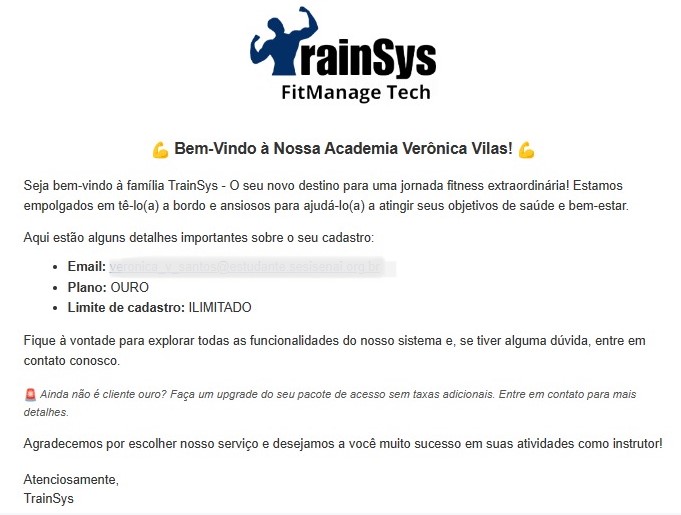 TrainSys
FitManage Tech
💪 Bem-Vindo à Nossa Academia Verônica Vilas! 💪
Seja bem-vindo à família TrainSys - O seu novo destino para uma jornada fitness extraordinária! Estamos
empolgados em tê-lo(a) a bordo e ansiosos para ajudá-lo(a) a atingir seus objetivos de saúde e bem-estar.
Aqui estão alguns detalhes importantes sobre o seu cadastro:
• Email:
• Plano: OURO
• Limite de cadastro: ILIMITADO
Fique à vontade para explorar todas as funcionalidades do nosso sistema e, se tiver alguma dúvida, entre em
contato conosco.
🚨 Ainda não é cliente ouro? Faça um upgrade do seu pacote de acesso sem taxas adicionais. Entre em contato para mais
detalhes.
Agradecemos por escolher nosso serviço e desejamos a você muito sucesso em suas atividades como instrutor!
Atenciosamente,
TrainSys